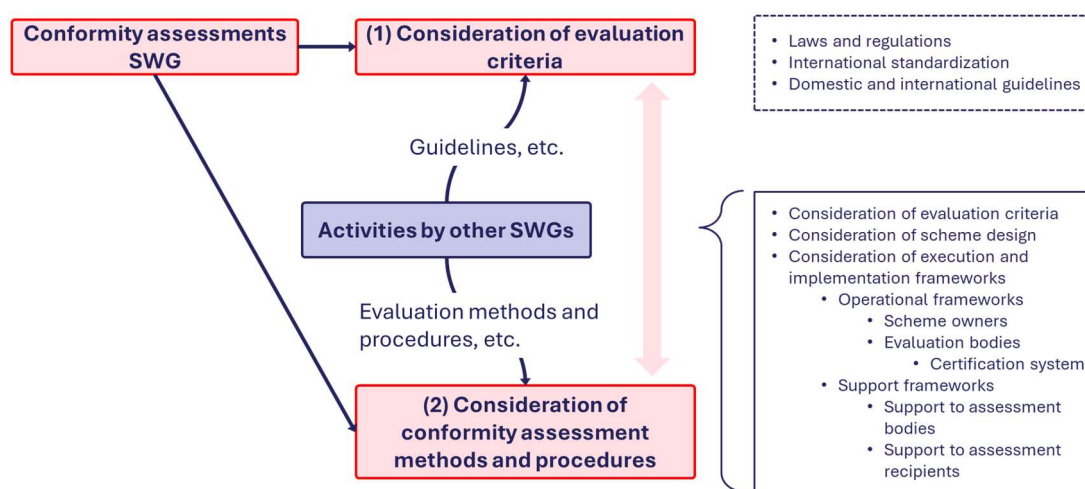 Conformity assessments
SWG
(1) Consideration of evaluation
criteria
• Laws and regulations
• International standardization
• Domestic and international guidelines
Guidelines, etc.
Activities by other SWGs
Evaluation methods and
procedures, etc.
(2) Consideration of
conformity assessment
methods and procedures
• Consideration of evaluation criteria
• Consideration of scheme design
• Consideration of execution and
implementation frameworks
• Operational frameworks
• Scheme owners
• Evaluation bodies
• Certification system
• Support frameworks
• Support to assessment
bodies
• Support to assessment
recipients